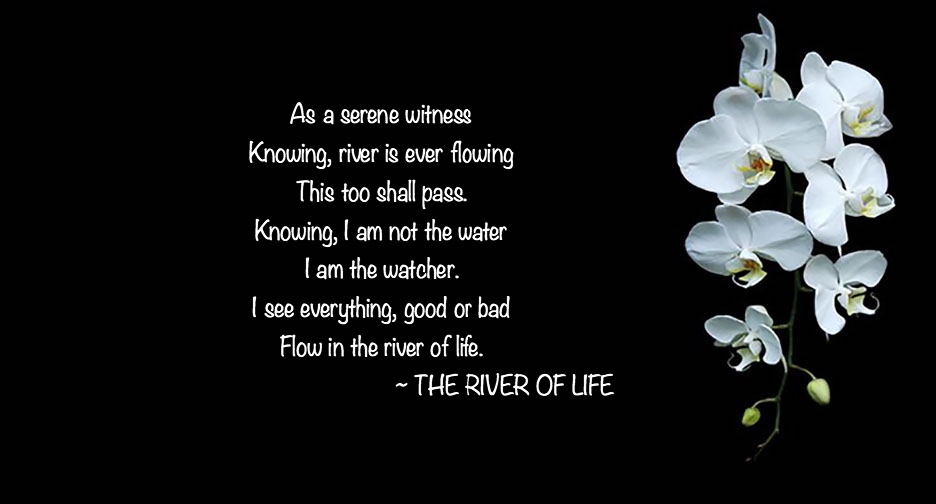 As a serene witness
Knowing, river is ever flowing
This too shall pass.
Knowing, I am not the water
I am the watcher.
I see everything, good or bad
Flow in the river of life.
~ THE RIVER OF LIFE